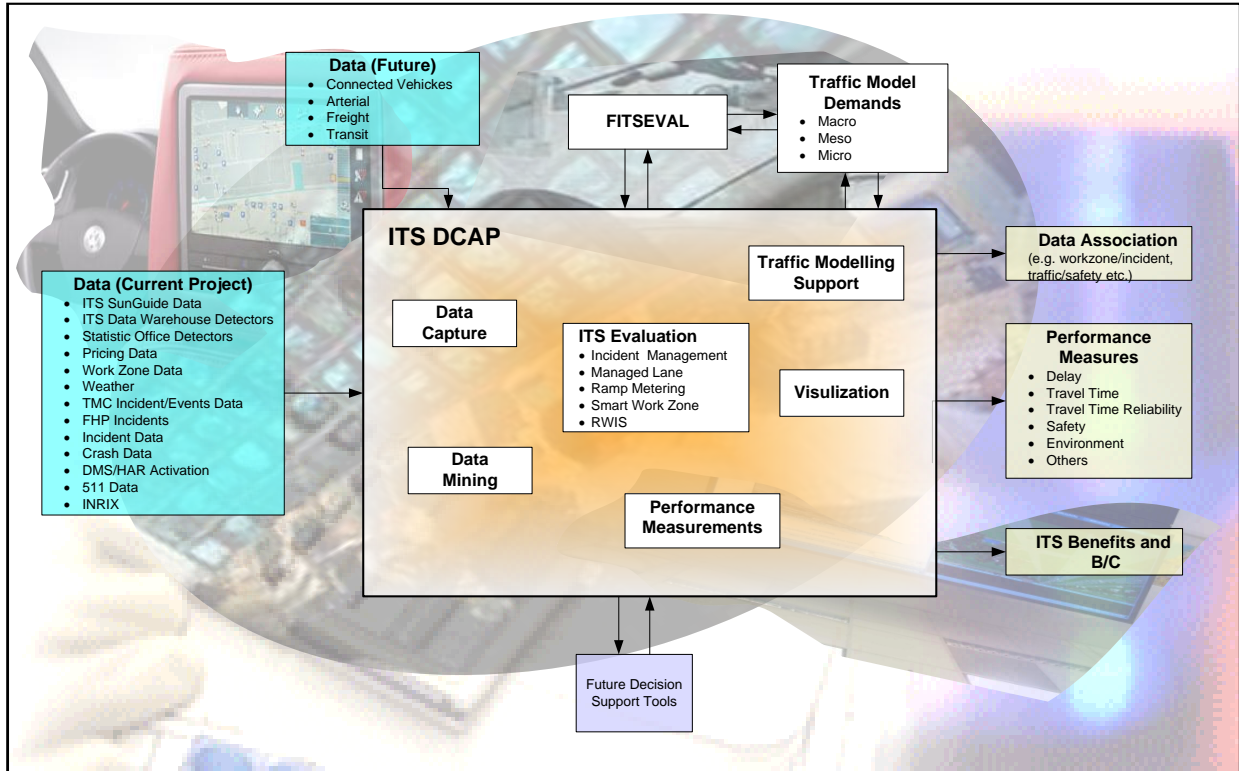 Data (Future)
• Connected Vehickes
• Arterial
• Freight
• Transit
FITSEVAL
Traffic Model
Demands
• Macro
• Meso
• Micro
ITS DCAP
Data (Current Project)
• ITS SunGuide Data
• ITS Data Warehouse Detectors
• Statistic Office Detectors
• Pricing Data
• Work Zone Data
• Weather
• TMC Incident/Events Data
• FHP Incidents
• Incident Data
• Crash Data
• DMS/HAR Activation
• 511 Data
• INRIX
Data
Capture
Data
Mining
ITS Evaluation
• Incident Management
• Managed Lane
• Ramp Metering
• Smart Work Zone
• RWIS
Traffic Modelling
Support
Visulization
Performance
Measurements
Data Association
(e.g. workzone/incident,
traffic/safety etc.)
Performance
Measures
• Delay
• Travel Time
• Travel Time Reliability
• Safety
• Environment
• Others
ITS Benefits and
B/C
Future Decision
Support Tools